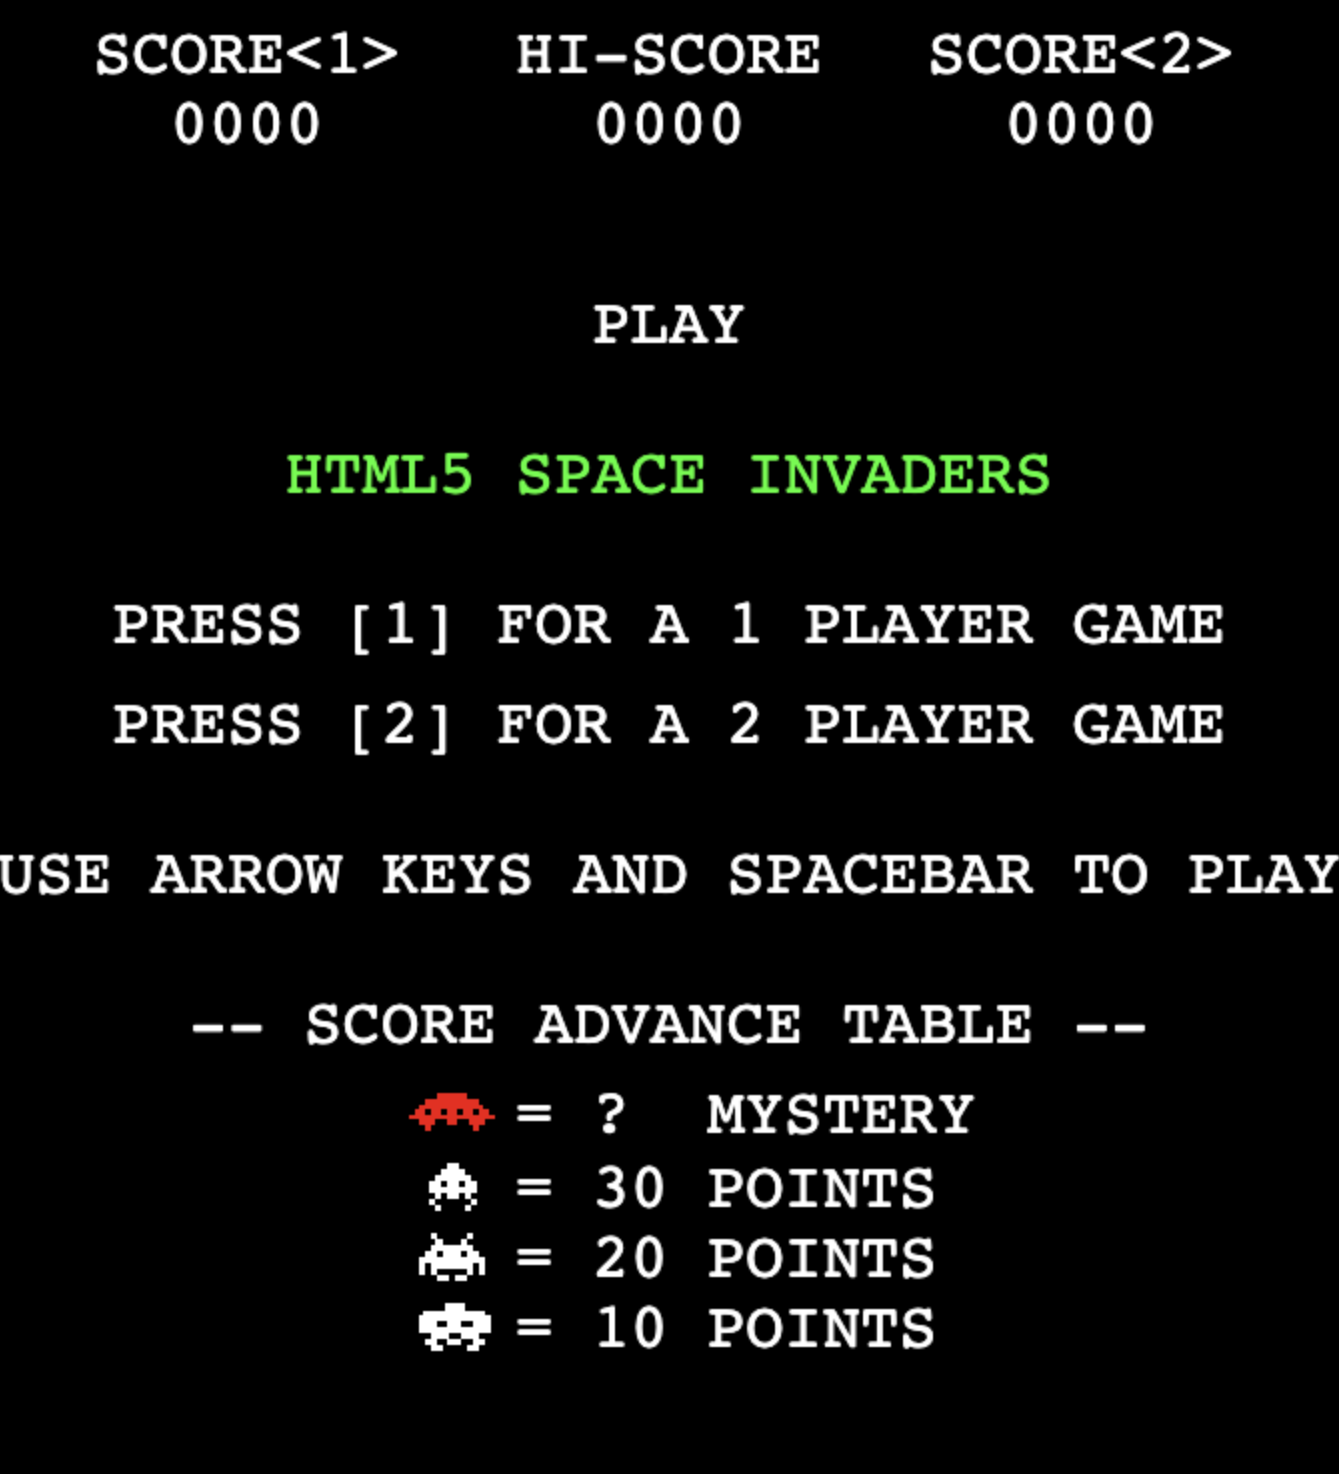 SCORE<1> HI-SCORE SCORE<2>
0000 0000 0000
PLAY
HTML5 SPACE INVADERS
PRESS [1] FOR A 1 PLAYER GAME
PRESS [2] FOR A 2 PLAYER GAME
USE ARROW KEYS AND SPACEBAR TO PLAY
-- SCORE ADVANCE TABLE --
= ? MYSTERY
= 30 POINTS
= 20 POINTS
= 10 POINTS